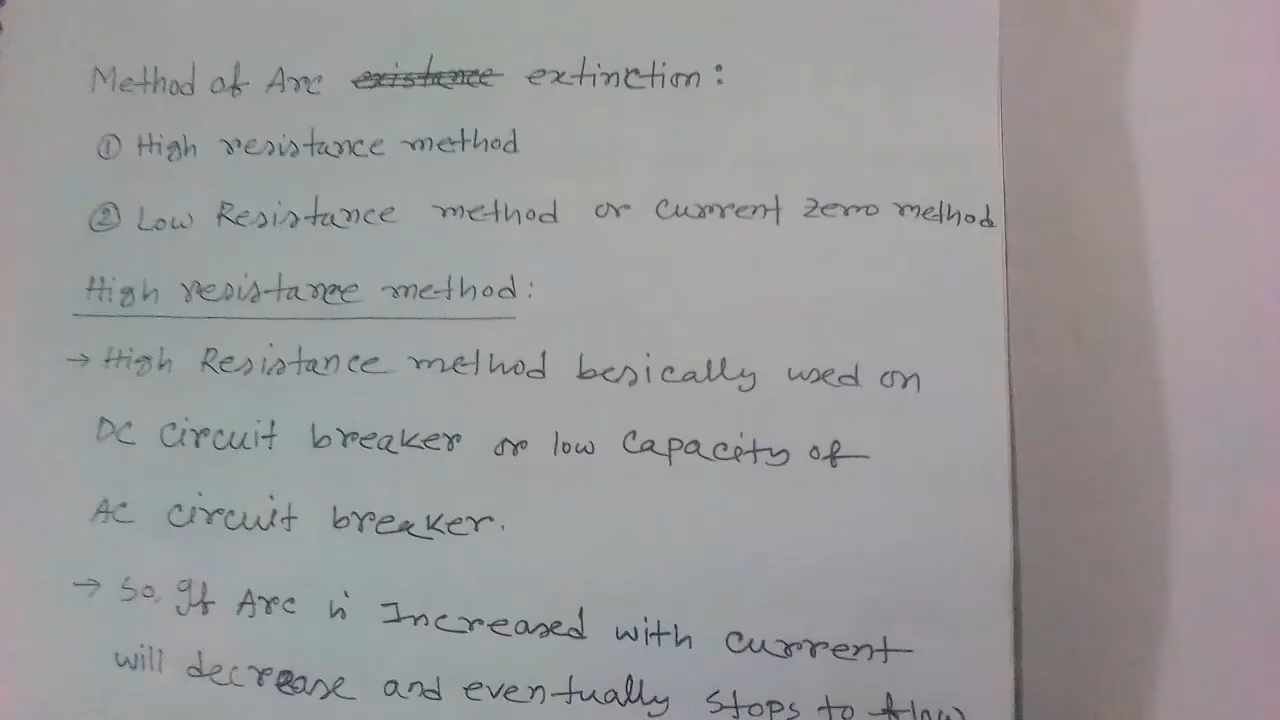 Method of Arc existence extinction:
① High resistance method
② Low Resistance method or current zero method
High resistance method:
→ High Resistance method besically used on
DC circuit breaker or low capacity of
AC circuit breaker.
→ So, If Arc is Increased with current
will decrease and eventually stops to flow